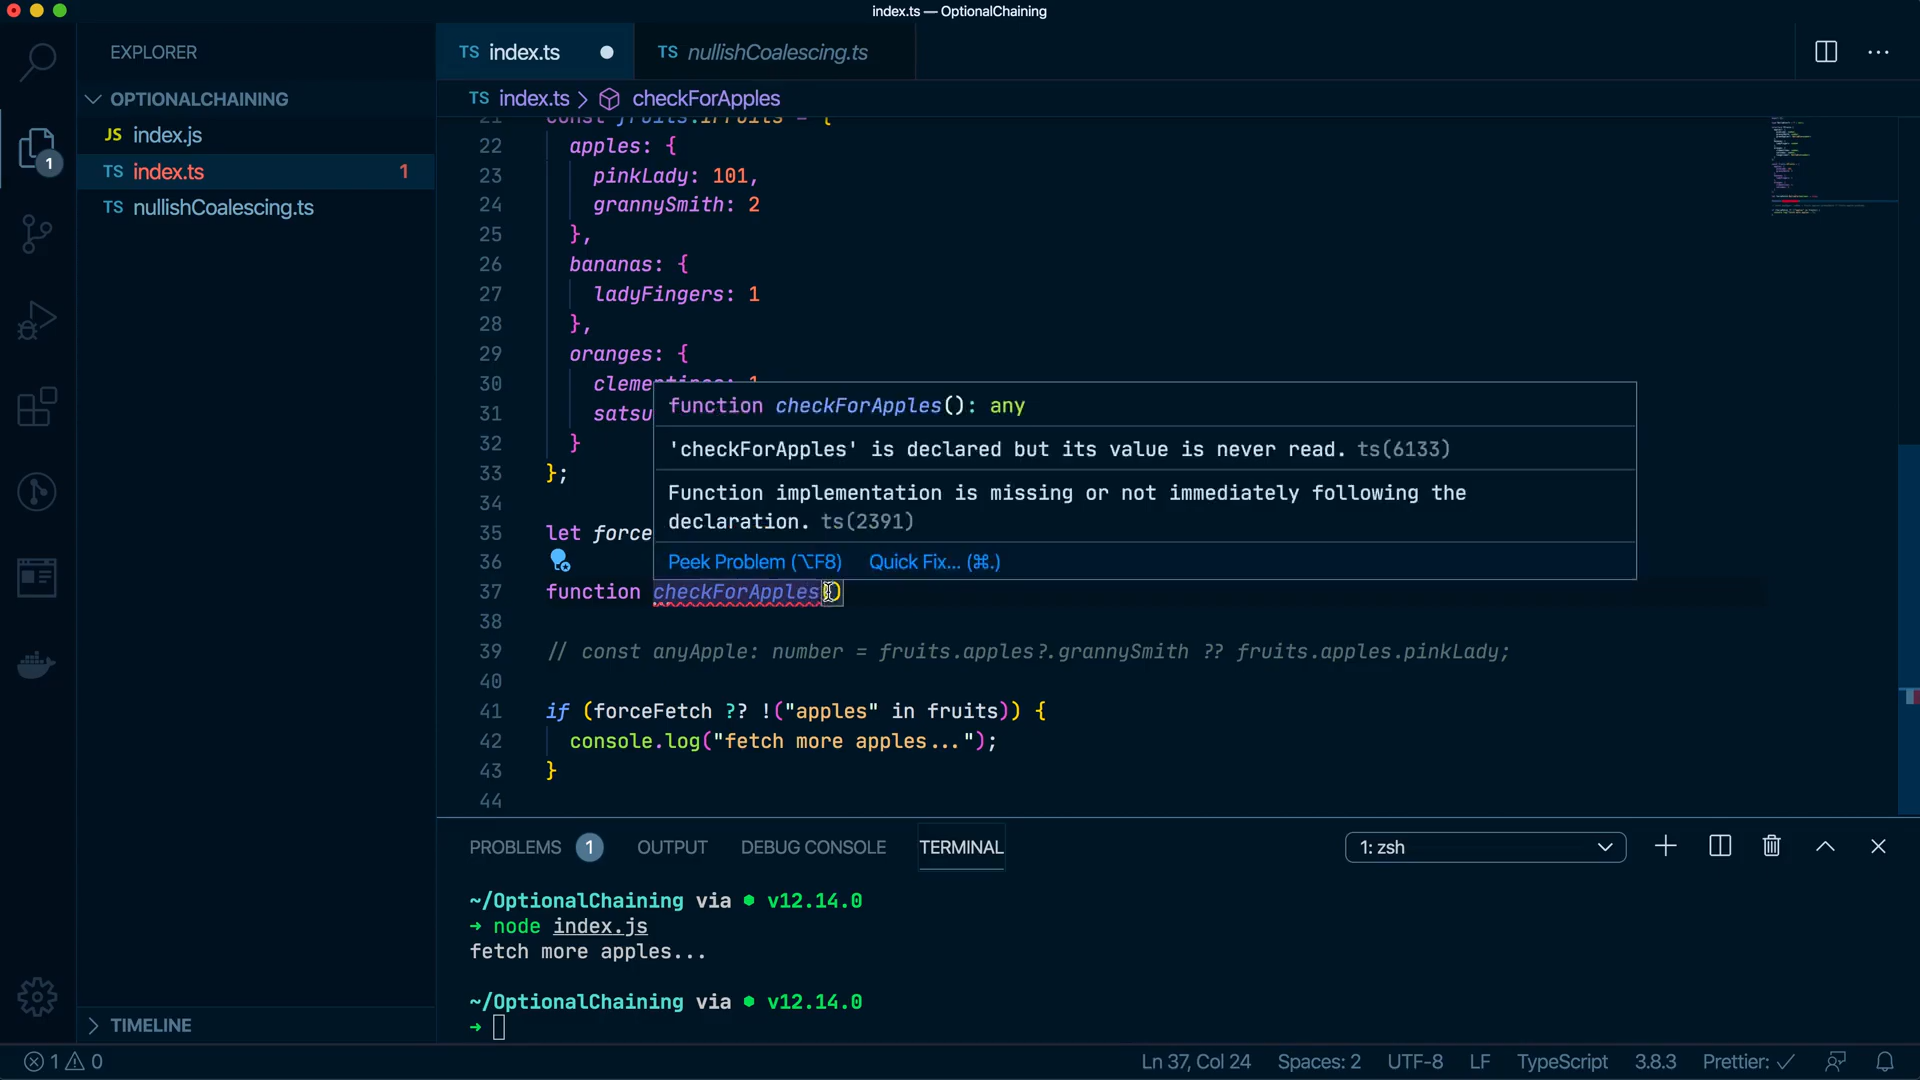 index.ts — OptionalChaining
EXPLORER
OPTIONALCHAINING
JS index.js
TS index.ts 1
TS nullishCoalescing.ts
TIMELINE
1
TS index.ts
TS nullishCoalescing.ts
TS index.ts > checkForApples
21 const fruits:IFruits = {
22 apples: {
23 pinkLady: 101,
24 grannySmith: 2
25 },
26 bananas: {
27 ladyFingers: 1
28 },
29 oranges: {
30 clementines: 1
31 satsu
32 }
33 };
34
35 let force
36
37 function checkForApples()
38
39 // const anyApple: number = fruits.apples?.grannySmith ?? fruits.apples.pinkLady;
40
41 if (forceFetch ?? !("apples" in fruits)) {
42 console.log("fetch more apples...");
43 }
44
function checkForApples(): any
'checkForApples' is declared but its value is never read. ts(6133)
Function implementation is missing or not immediately following the
declaration. ts(2391)
Peek Problem (⌥F8) Quick Fix... (⌘.)
PROBLEMS 1 OUTPUT DEBUG CONSOLE TERMINAL 1: zsh
~/OptionalChaining via ● v12.14.0
➜ node index.js
fetch more apples...
~/OptionalChaining via ● v12.14.0
➜
1 0 Ln 37, Col 24 Spaces: 2 UTF-8 LF TypeScript 3.8.3 Prettier: ✓